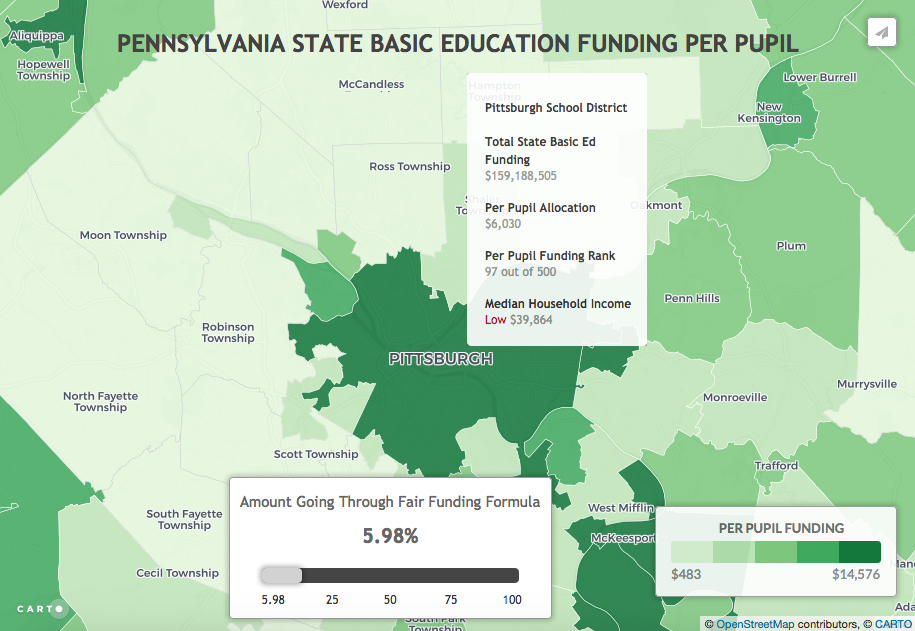 Wexford
Aliquippa
PENNSYLVANIA STATE BASIC EDUCATION FUNDING PER PUPIL
Hopewell
Township
McCandless
Hampton
Township
Lower Burrell
New
Kensington
Pittsburgh School District
Total State Basic Ed
Funding
$159,188,505
Per Pupil Allocation
$6,030
Per Pupil Funding Rank
97 out of 500
Median Household Income
Low $39,864
Ross Township
Oakmont
Moon Township
Plum
Penn Hills
Robinson
Township
PITTSBURGH
Murrysville
North Fayette
Township
Monroeville
Scott Township
Trafford
Amount Going Through Fair Funding Formula
5.98%
5.98 25 50 75 100
South Fayette
Township
West Mifflin
McKeesport
PER PUPIL FUNDING
$483 $14,576
Cecil Township
CARTO
South Park
Township
© OpenStreetMap contributors, © CARTO